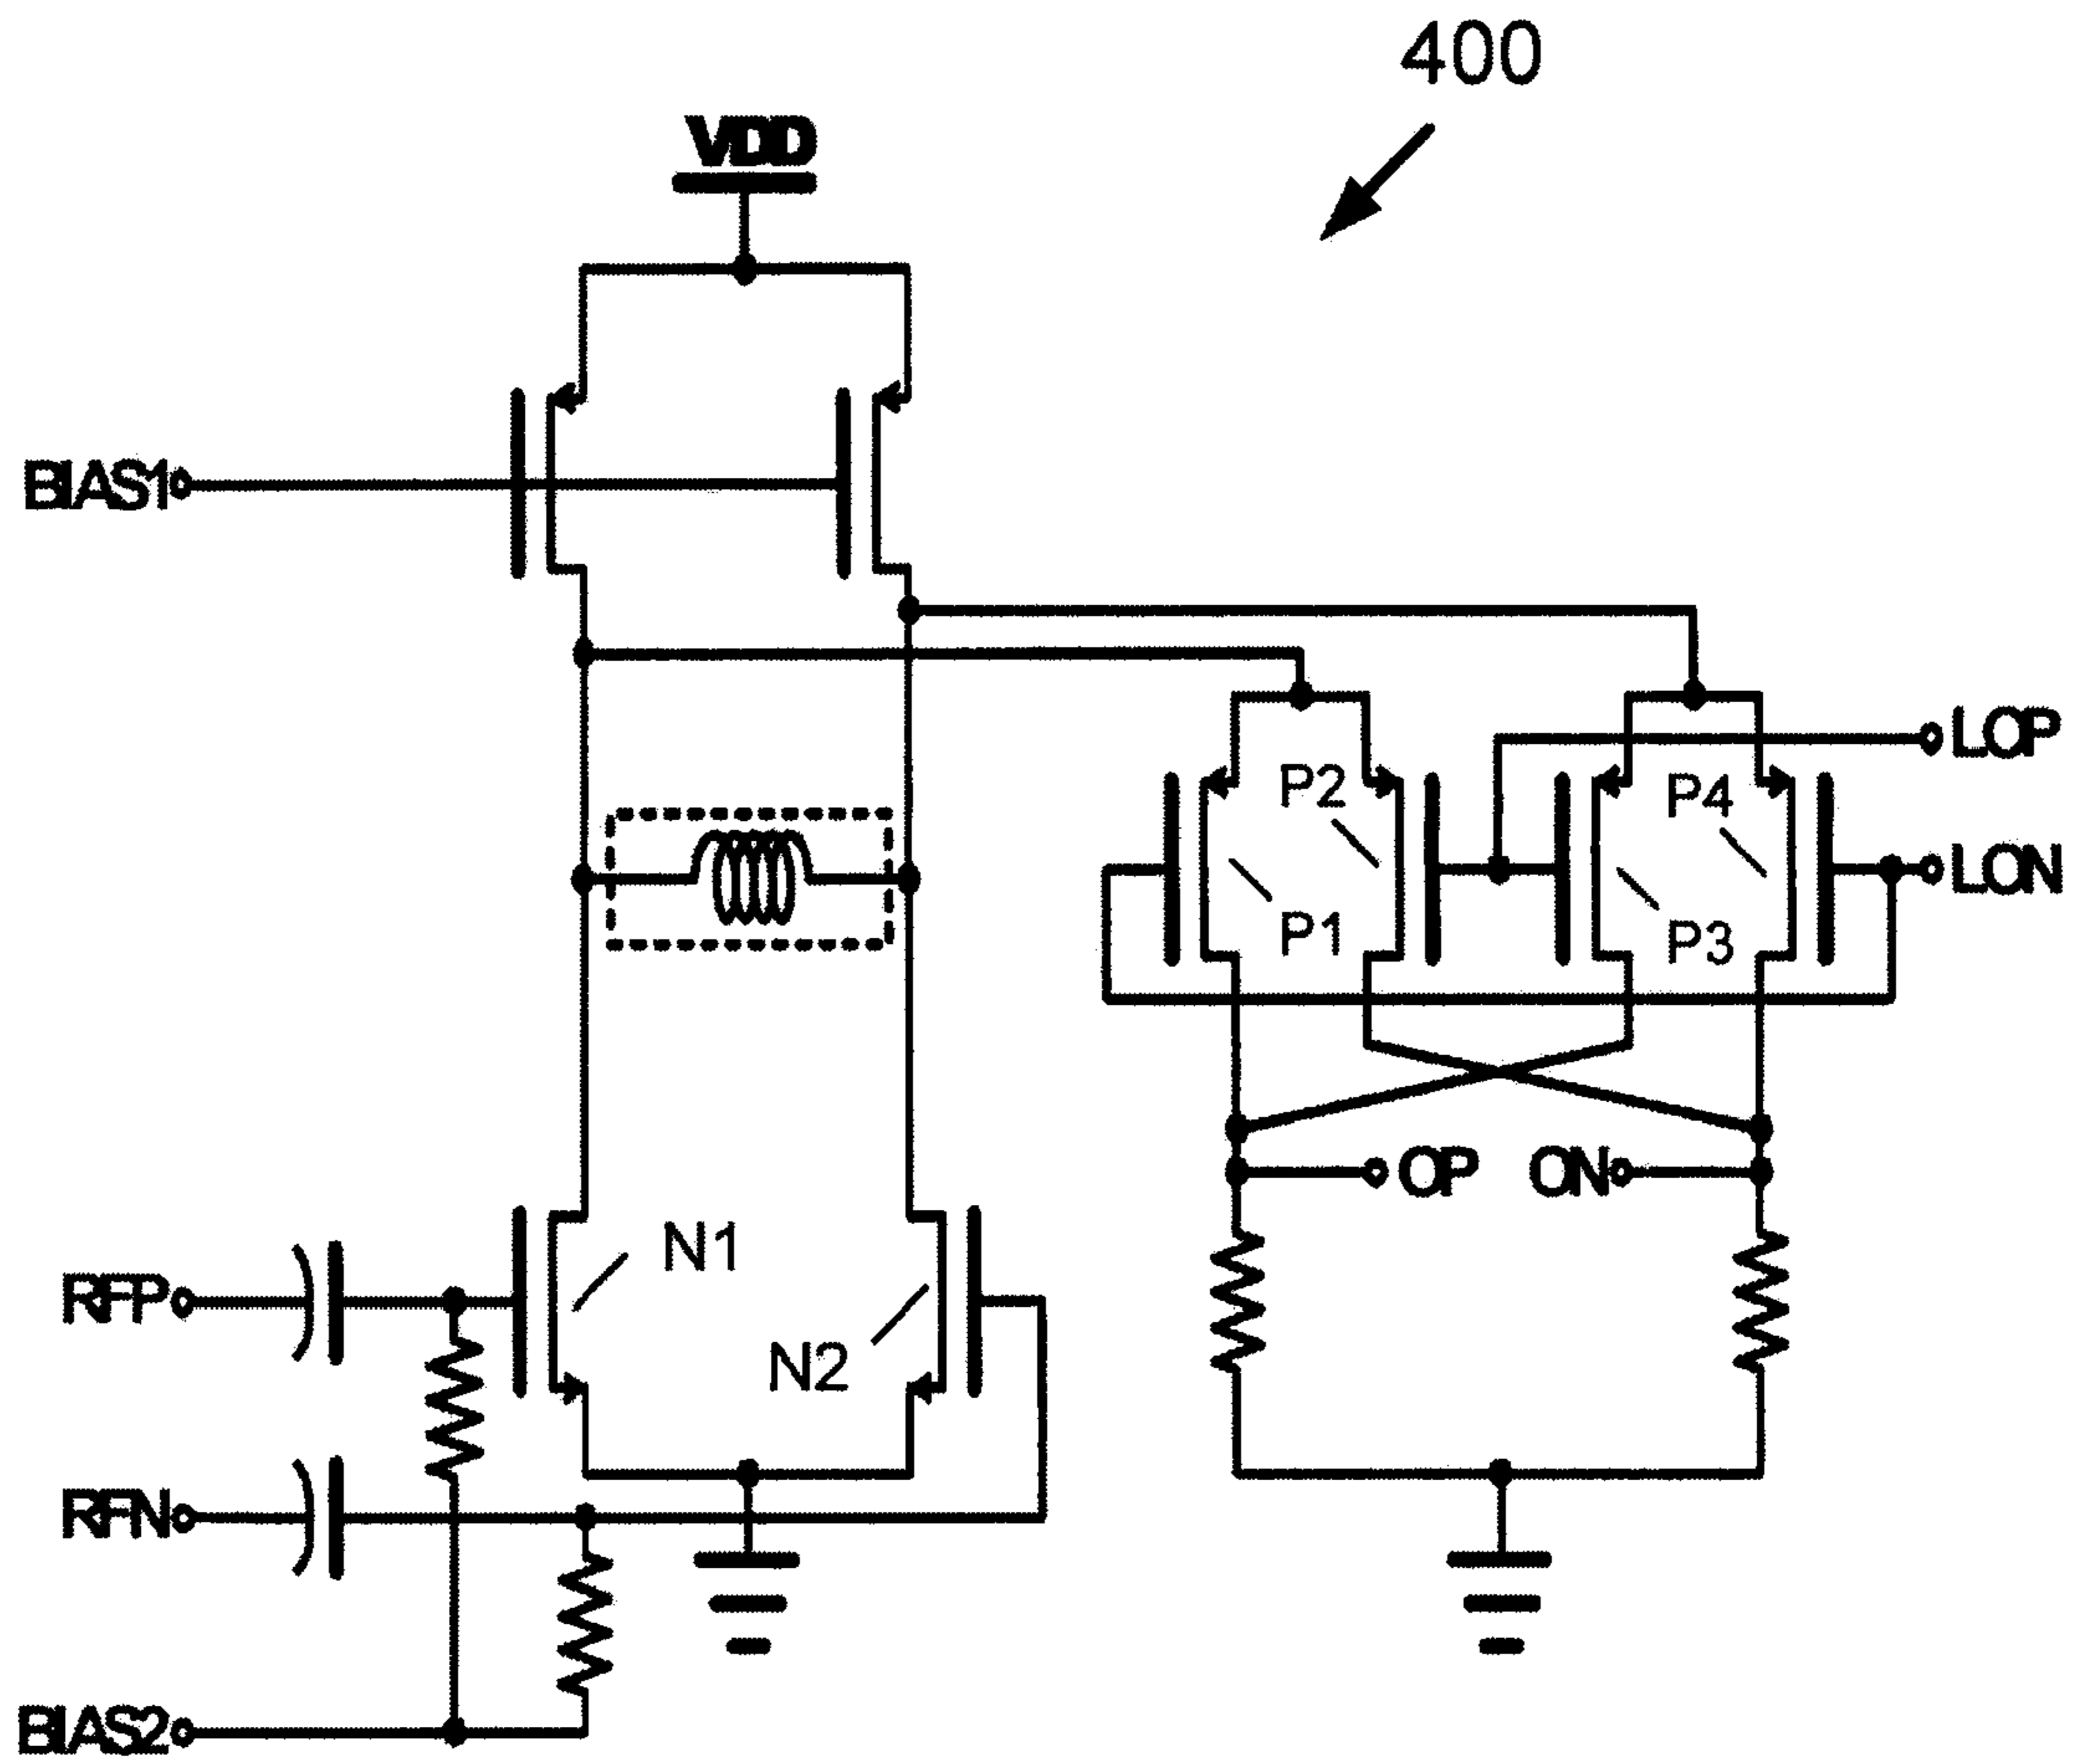 400
VDD
BIAS1
LOP
P2
P4
LON
P1
P3
OP
ON
N1
RFP
N2
RFN
BIAS2